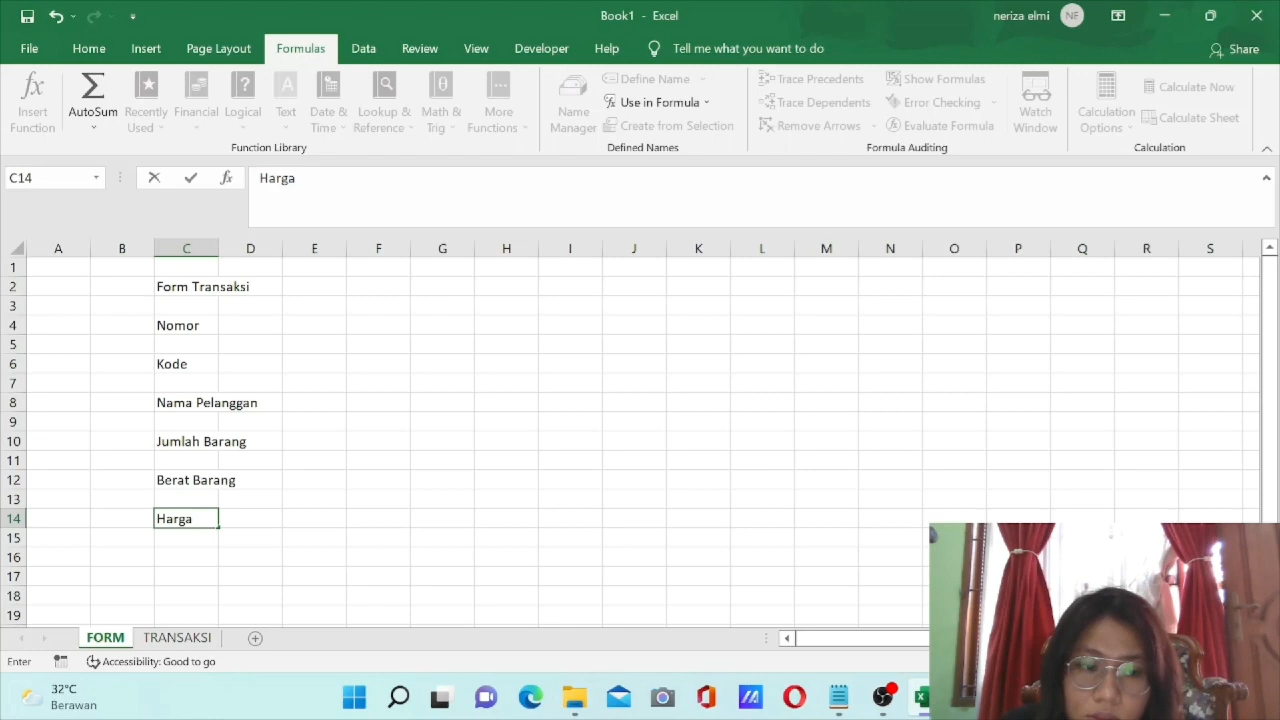 Book1 - Excel
neriza elmi
NE
File
Home
Insert
Page Layout
Formulas
Data
Review
View
Developer
Help
Tell me what you want to do
Share
fx
Insert Function
AutoSum
Recently Used
Financial
Logical
Text
Date & Time
Lookup & Reference
Math & Trig
More Functions
Function Library
Name Manager
Define Name
Use in Formula
Create from Selection
Defined Names
Trace Precedents
Trace Dependents
Remove Arrows
Show Formulas
Error Checking
Evaluate Formula
Formula Auditing
Watch Window
Calculation Options
Calculate Now
Calculate Sheet
Calculation
C14
fx
Harga
A B C D E F G H I J K L M N O P Q R S
1
2 Form Transaksi
3
4 Nomor
5
6 Kode
7
8 Nama Pelanggan
9
10 Jumlah Barang
11
12 Berat Barang
13
14 Harga
15
16
17
18
19
FORM
TRANSAKSI
Enter
Accessibility: Good to go
32°C
Berawan